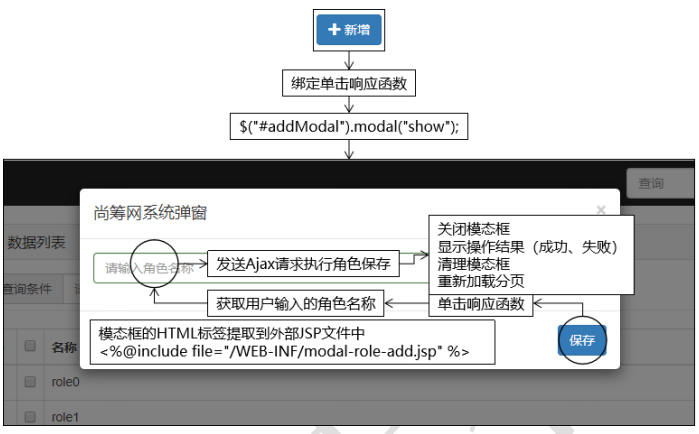 新增
绑定单击响应函数
$("#addModal").modal("show");
查询
尚筹网系统弹窗
×
关闭模态框
显示操作结果（成功、失败）
清理模态框
重新加载分页
数据列表
请输入角色名称
发送Ajax请求执行角色保存
查询条件
获取用户输入的角色名称
单击响应函数
模态框的HTML标签提取到外部JSP文件中
<%@include file="/WEB-INF/modal-role-add.jsp" %>
保存
名称
role0
role1